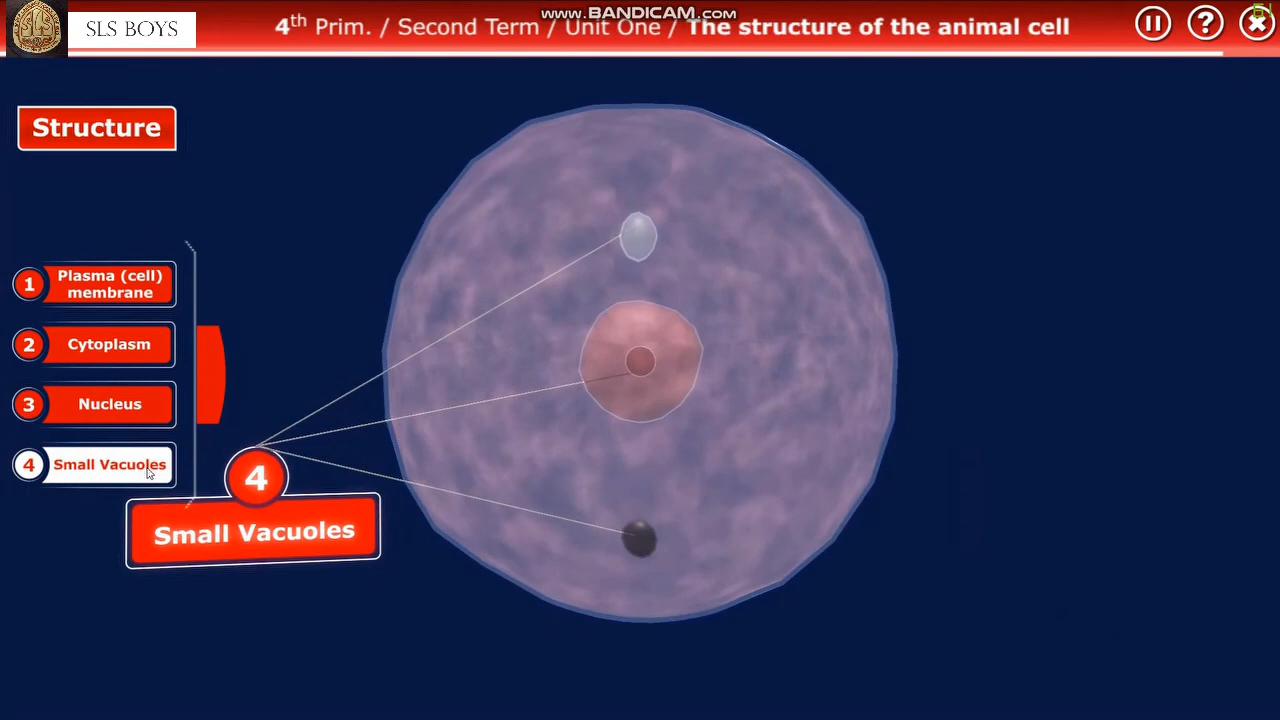 www.BANDICAM.com
61
SLS BOYS
4th Prim. / Second Term / Unit One / The structure of the animal cell
Structure
1 Plasma (cell)
membrane
2 Cytoplasm
3 Nucleus
4 Small Vacuoles
4
Small Vacuoles